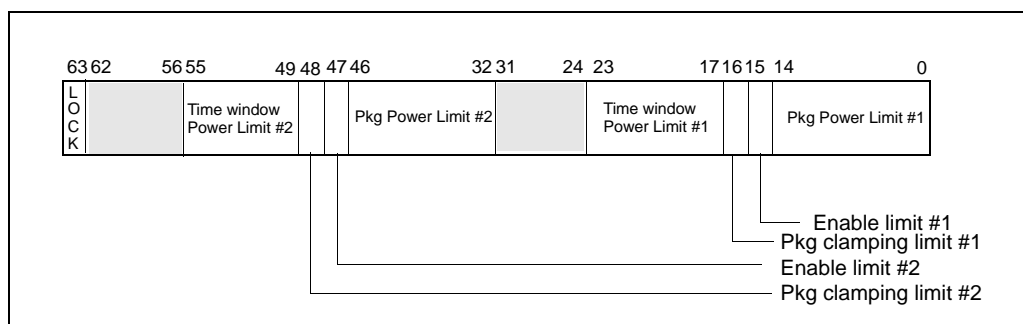 63 62 56 55 49 48 47 46 32 31 24 23 17 16 15 14 0
L
O
C
K
Time window
Power Limit #2
Pkg Power Limit #2
Time window
Power Limit #1
Pkg Power Limit #1
Enable limit #1
Pkg clamping limit #1
Enable limit #2
Pkg clamping limit #2